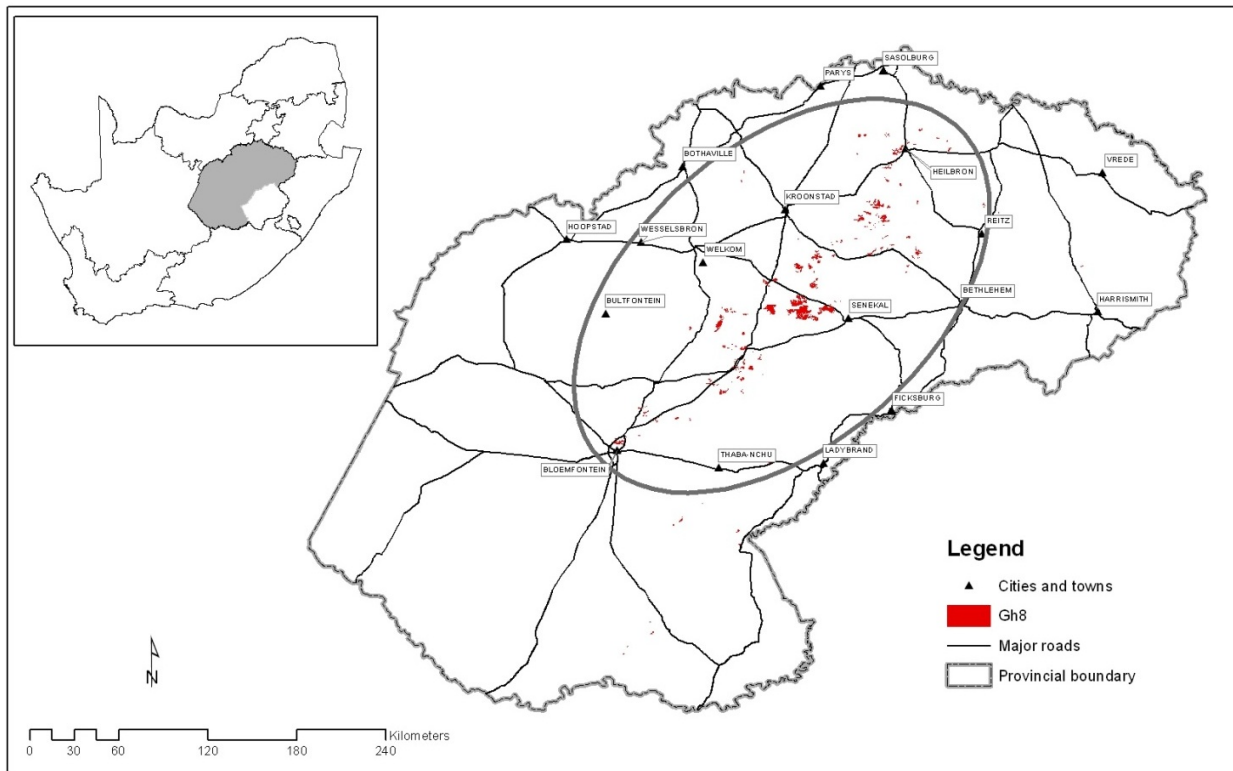 SASOLBURG
PARYS
BOTHAVILLE
VREDE
HEILBRON
KROONSTAD
REITZ
HOOPSTAD
WESSELSBRON
WELKOM
BETHLEHEM
HARRISMITH
BULTFONTEIN
SENEKAL
FICKSBURG
THABA-NCHU
LADYBRAND
BLOEMFONTEIN
Legend
Cities and towns
Gh8
Major roads
Provincial boundary
N
Kilometers
0 15 30 60 120 180 240